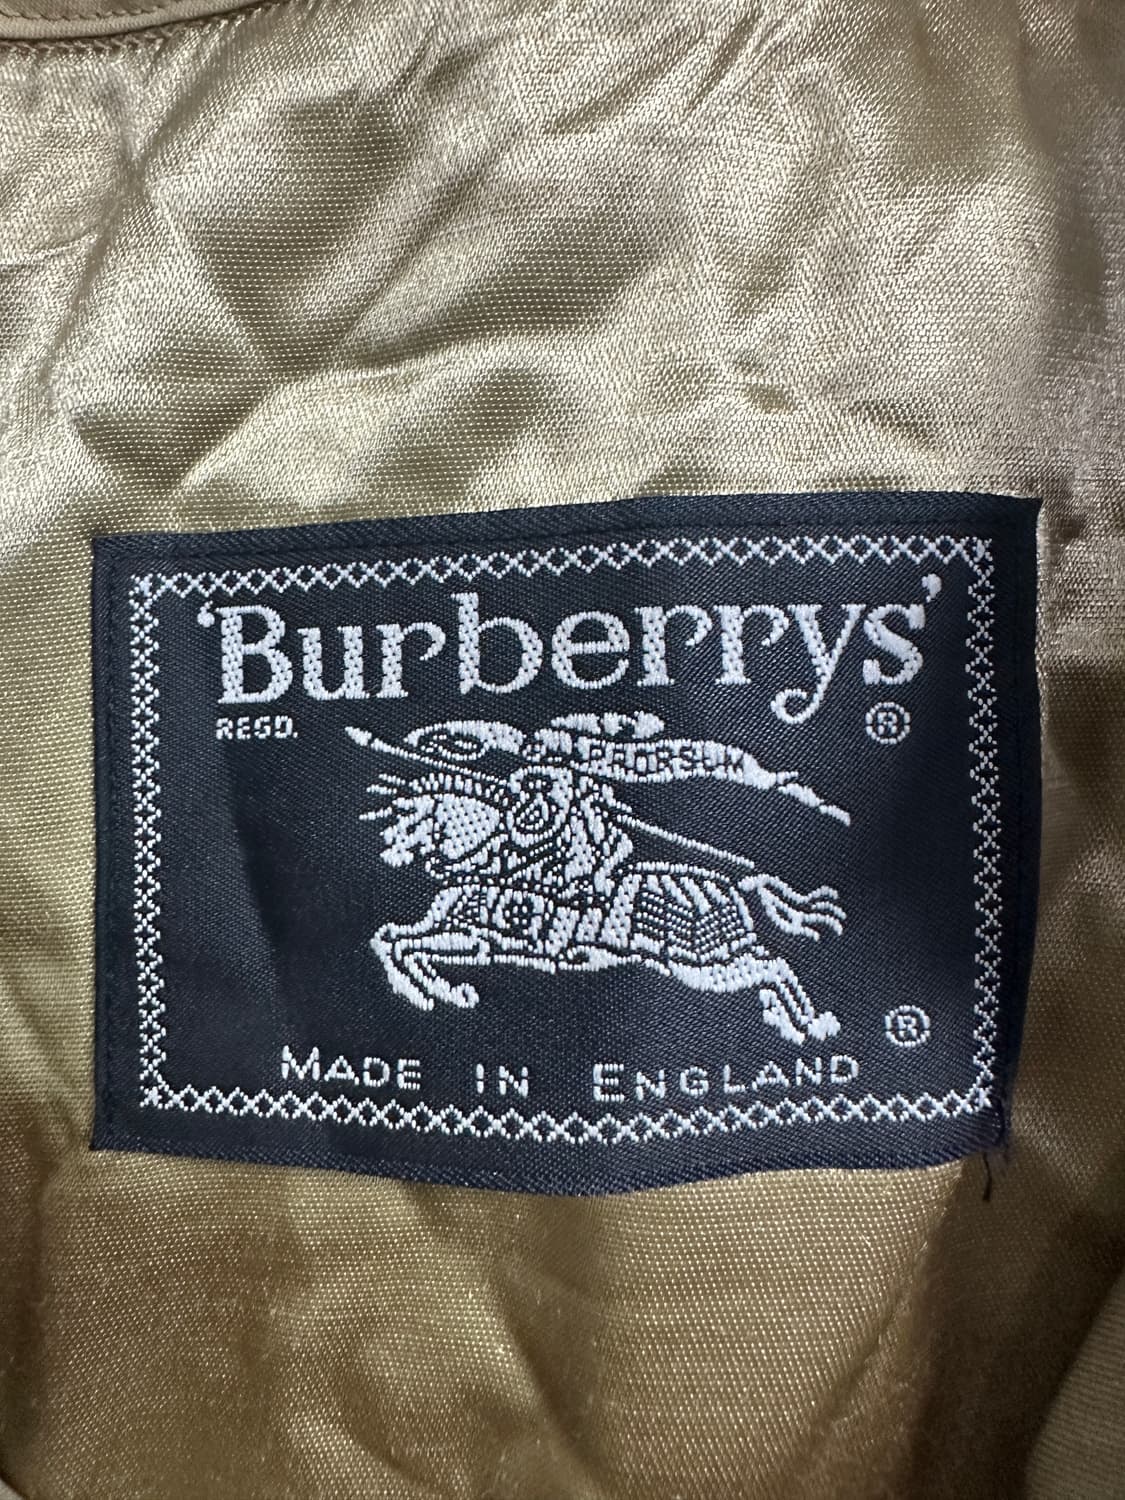 'Burberrys'
REGD. ®
PRORSUM
®
MADE IN ENGLAND